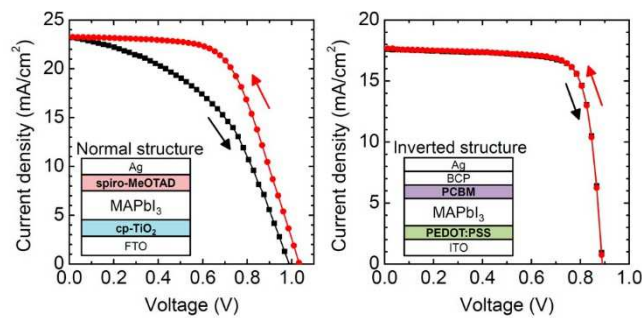 Current density (mA/cm²)
25
20
15
10
5
0
Normal structure
Ag
spiro-MeOTAD
MAPbI₃
cp-TiO₂
FTO
0.0 0.2 0.4 0.6 0.8 1.0
Voltage (V)
Current density (mA/cm²)
20
15
10
5
0
Inverted structure
Ag
BCP
PCBM
MAPbI₃
PEDOT:PSS
ITO
0.0 0.2 0.4 0.6 0.8 1.0
Voltage (V)